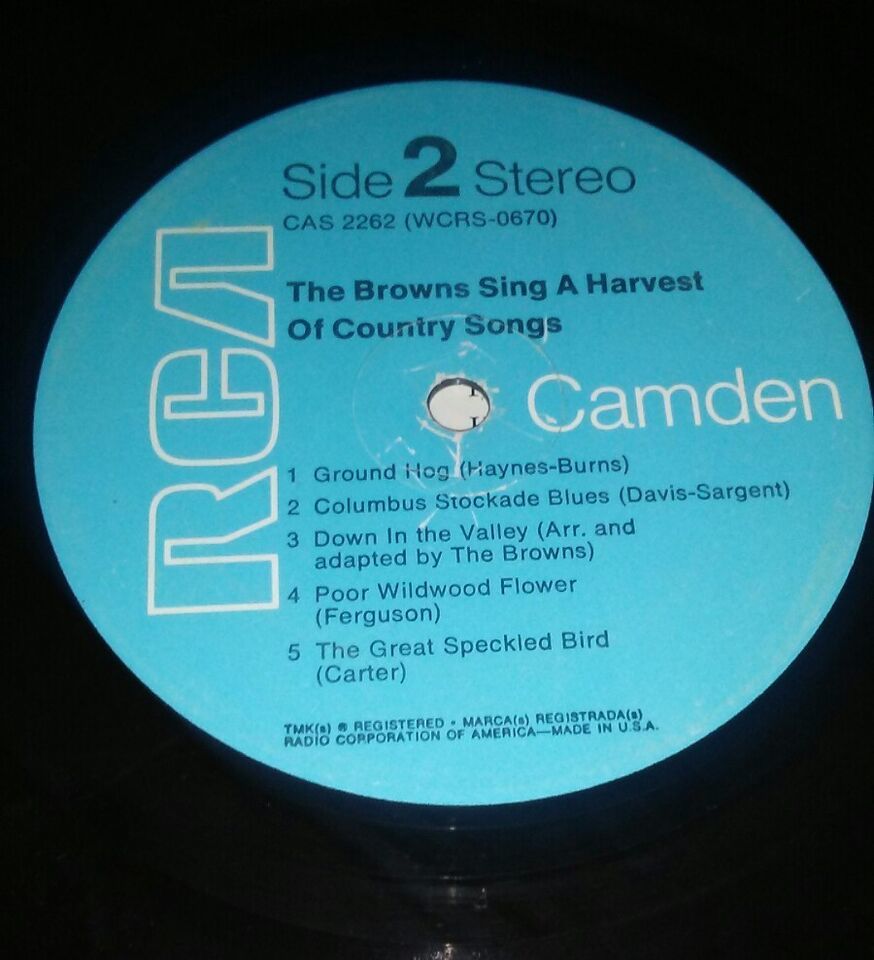 Side 2 Stereo
CAS 2262 (WCRS-0670)
The Browns Sing A Harvest
Of Country Songs
RCA
Camden
1 Ground Hog (Haynes-Burns)
2 Columbus Stockade Blues (Davis-Sargent)
3 Down In the Valley (Arr. and
adapted by The Browns)
4 Poor Wildwood Flower
(Ferguson)
5 The Great Speckled Bird
(Carter)
TMK(s) ® REGISTERED • MARCA(s) REGISTRADA(s)
RADIO CORPORATION OF AMERICA—MADE IN U.S.A.